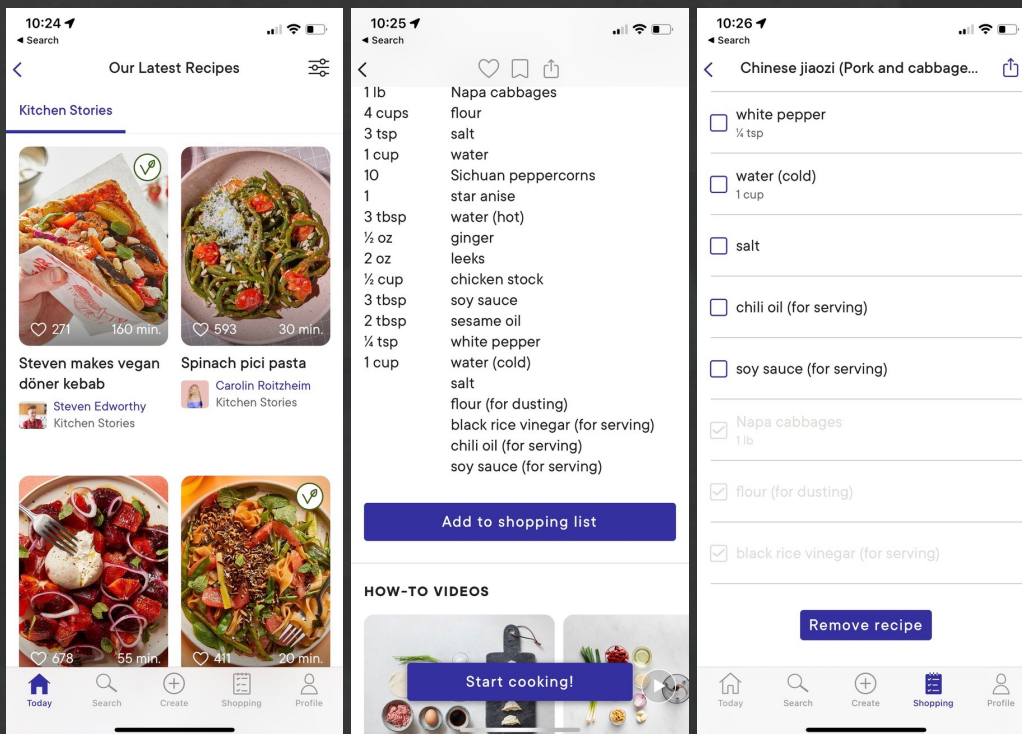 10:24
◀ Search
Our Latest Recipes
Kitchen Stories
271 160 min.
593 30 min.
Steven makes vegan
döner kebab
Steven Edworthy
Kitchen Stories
Spinach pici pasta
Carolin Roitzheim
Kitchen Stories
678 55 min.
411 20 min.
Today Search Create Shopping Profile
10:25
◀ Search
1 lb Napa cabbages
4 cups flour
3 tsp salt
1 cup water
10 Sichuan peppercorns
1 star anise
3 tbsp water (hot)
½ oz ginger
2 oz leeks
½ cup chicken stock
3 tbsp soy sauce
2 tbsp sesame oil
¼ tsp white pepper
1 cup water (cold)
salt
flour (for dusting)
black rice vinegar (for serving)
chili oil (for serving)
soy sauce (for serving)
Add to shopping list
HOW-TO VIDEOS
Start cooking!
10:26
◀ Search
Chinese jiaozi (Pork and cabbage...
white pepper
¼ tsp
water (cold)
1 cup
salt
chili oil (for serving)
soy sauce (for serving)
Napa cabbages
1 lb
flour (for dusting)
black rice vinegar (for serving)
Remove recipe
Today Search Create Shopping Profile